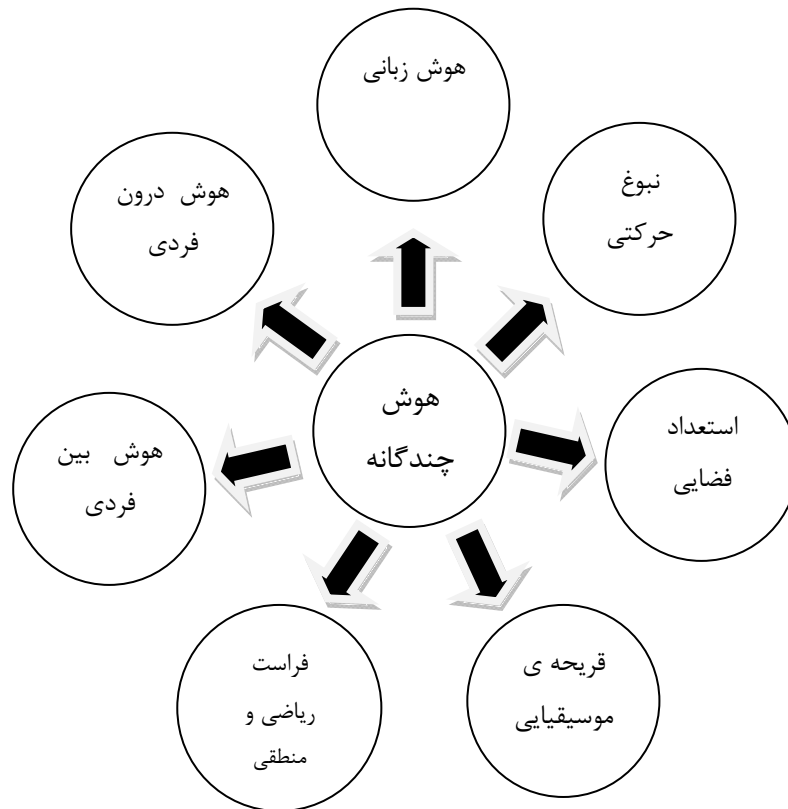 هوش زبانی
نبوغ
حرکتی
استعداد
فضایی
قریحه ی
موسیقیایی
فراست
ریاضی و
منطقی
هوش بین
فردی
هوش درون
فردی
هوش
چندگانه